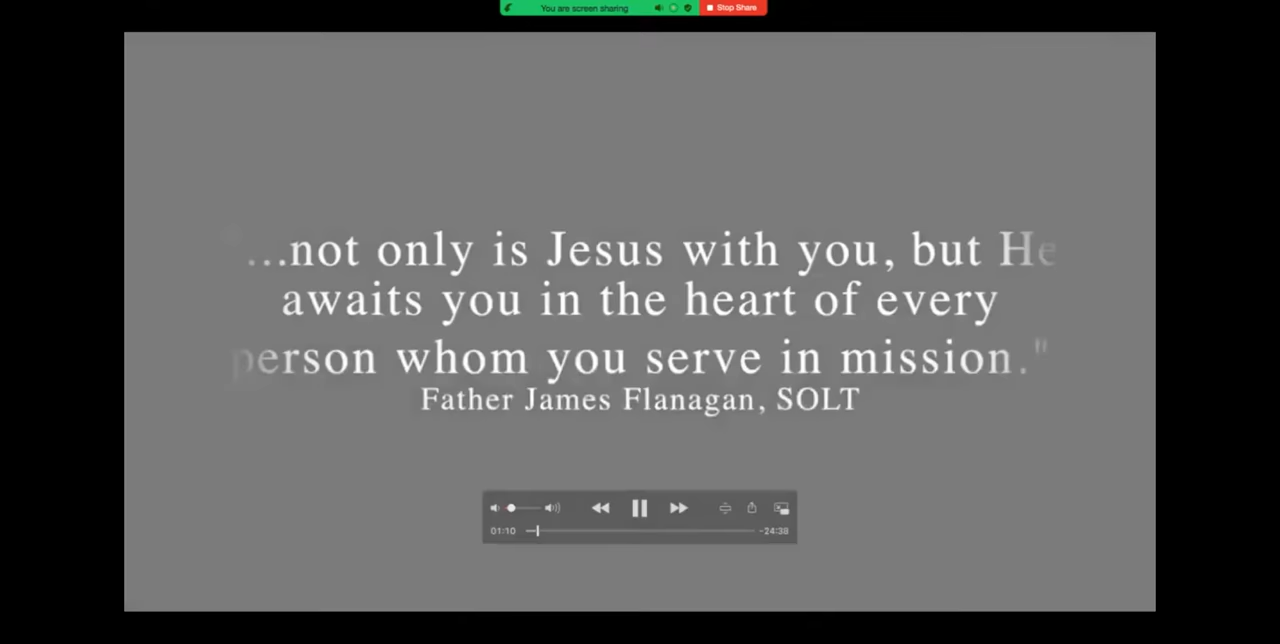 You are screen sharing
Stop Share
"...not only is Jesus with you, but He
awaits you in the heart of every
person whom you serve in mission."
Father James Flanagan, SOLT
01:10
-24:38